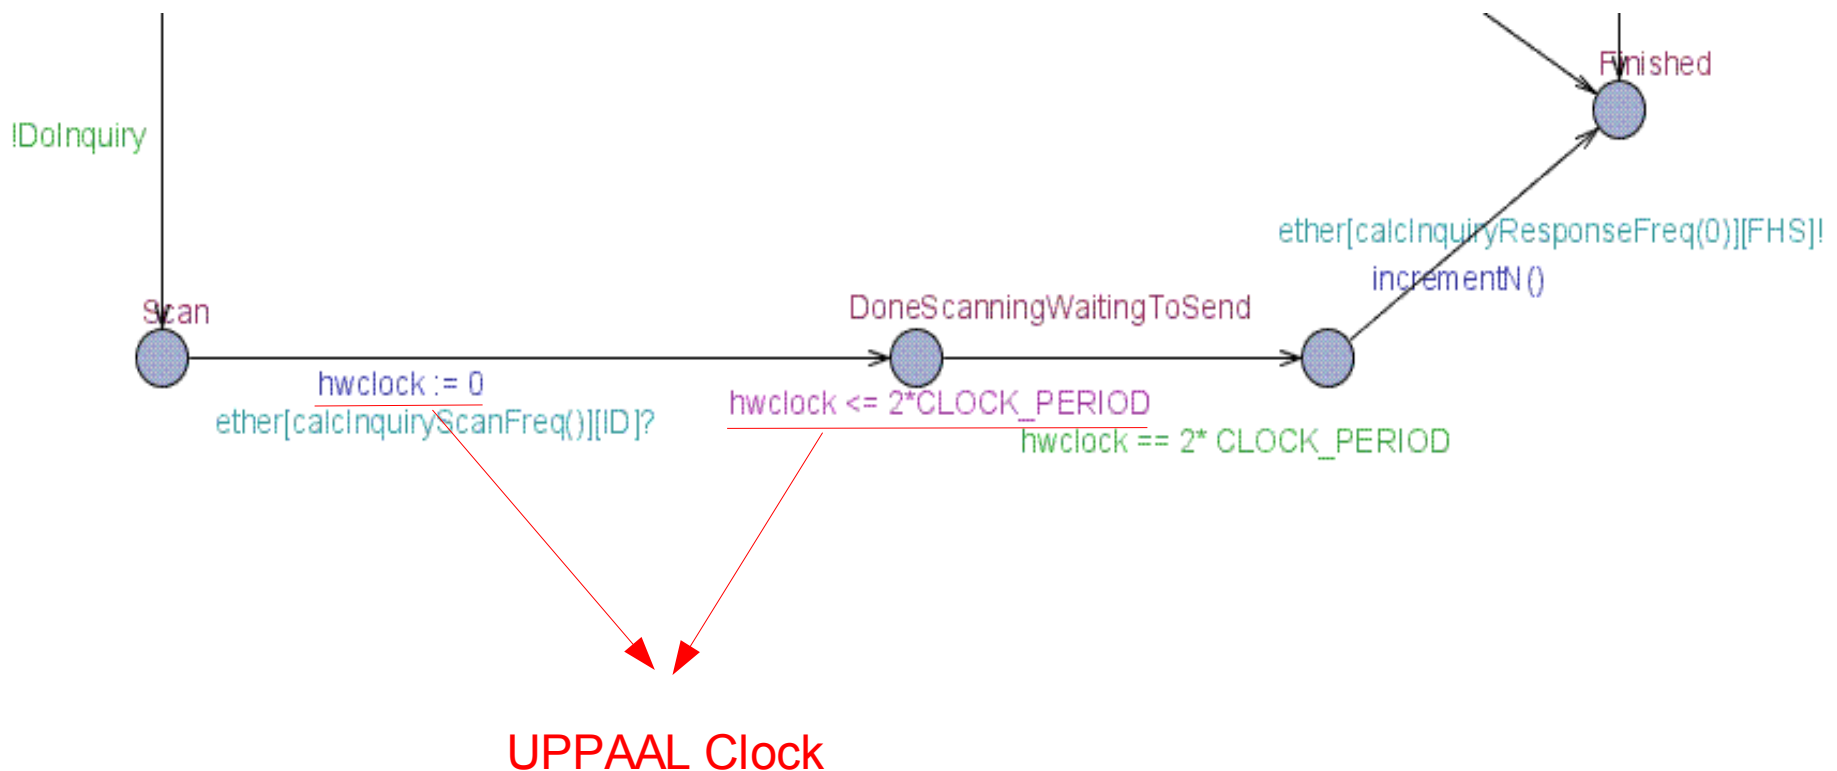 Finished
!DoInquiry
ether[calcInquiryResponseFreq(0)][FHS]!
incrementN()
Scan
DoneScanningWaitingToSend
hwclock := 0
ether[calcInquiryScanFreq()][ID]?
hwclock <= 2*CLOCK_PERIOD
hwclock == 2* CLOCK_PERIOD
UPPAAL Clock